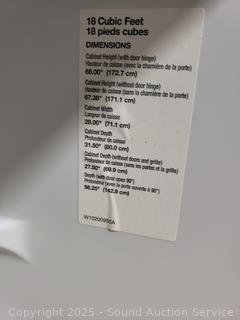 18 Cubic Feet
18 pieds cubes
DIMENSIONS
Cabinet Height (with door hinge)
Hauteur de caisse (avec la charnière de la porte)
68.00" (172.7 cm)
Cabinet Height (without door hinge)
Hauteur de caisse (sans la charnière de la porte)
67.38" (171.1 cm)
Cabinet Width
Largeur de caisse
28.00" (71.1 cm)
Cabinet Depth
Profondeur de caisse
31.50" (80.0 cm)
Cabinet Depth (without doors and grille)
Profondeur de caisse (sans les portes et la grille)
27.50" (69.9 cm)
Depth (with door open 90°)
Profondeur (avec la porte ouverte à 90°)
56.25" (142.9 cm)
W10200955A
Copyright 2025 - Sound Auction Service